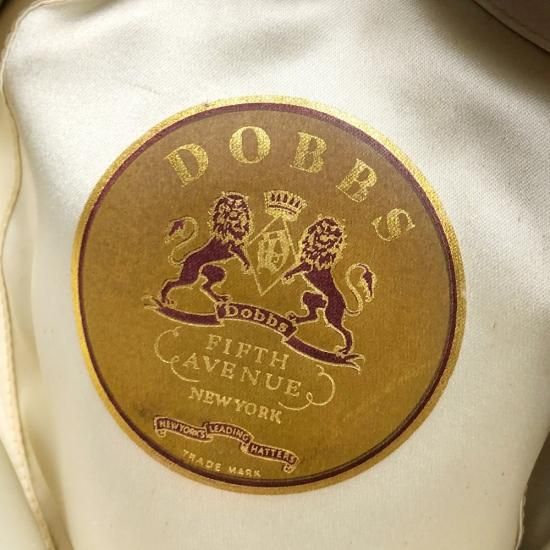 DOBBS
D
Dobbs
FIFTH
AVENUE
NEW YORK
NEW YORK'S LEADING HATTERS
TRADE MARK